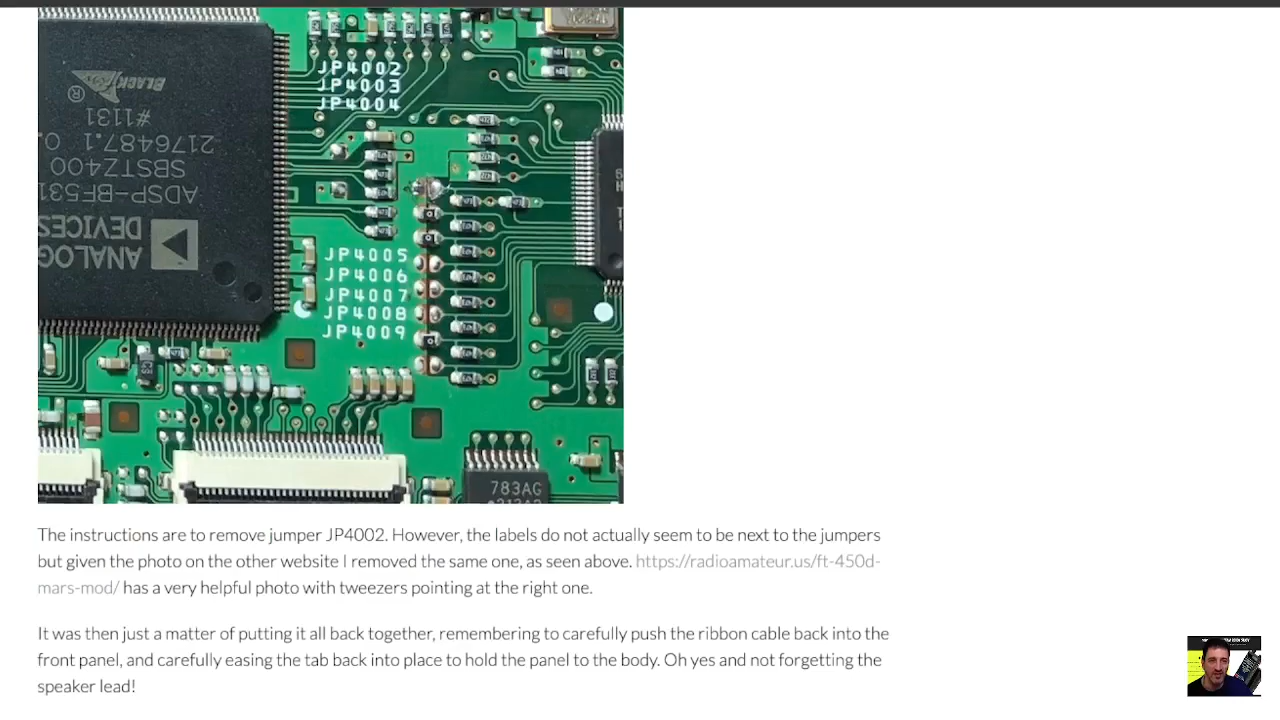 JP4002
JP4003
JP4004
BLACK
®
#1131
2176487.1 0.
SBSTZ400
ADSP-BF531
ANALOG
DEVICES
JP4005
JP4006
JP4007
JP4008
JP4009
783AG
The instructions are to remove jumper JP4002. However, the labels do not actually seem to be next to the jumpers
but given the photo on the other website I removed the same one, as seen above. https://radioamateur.us/ft-450d-
mars-mod/ has a very helpful photo with tweezers pointing at the right one.
It was then just a matter of putting it all back together, remembering to carefully push the ribbon cable back into the
front panel, and carefully easing the tab back into place to hold the panel to the body. Oh yes and not forgetting the
speaker lead!